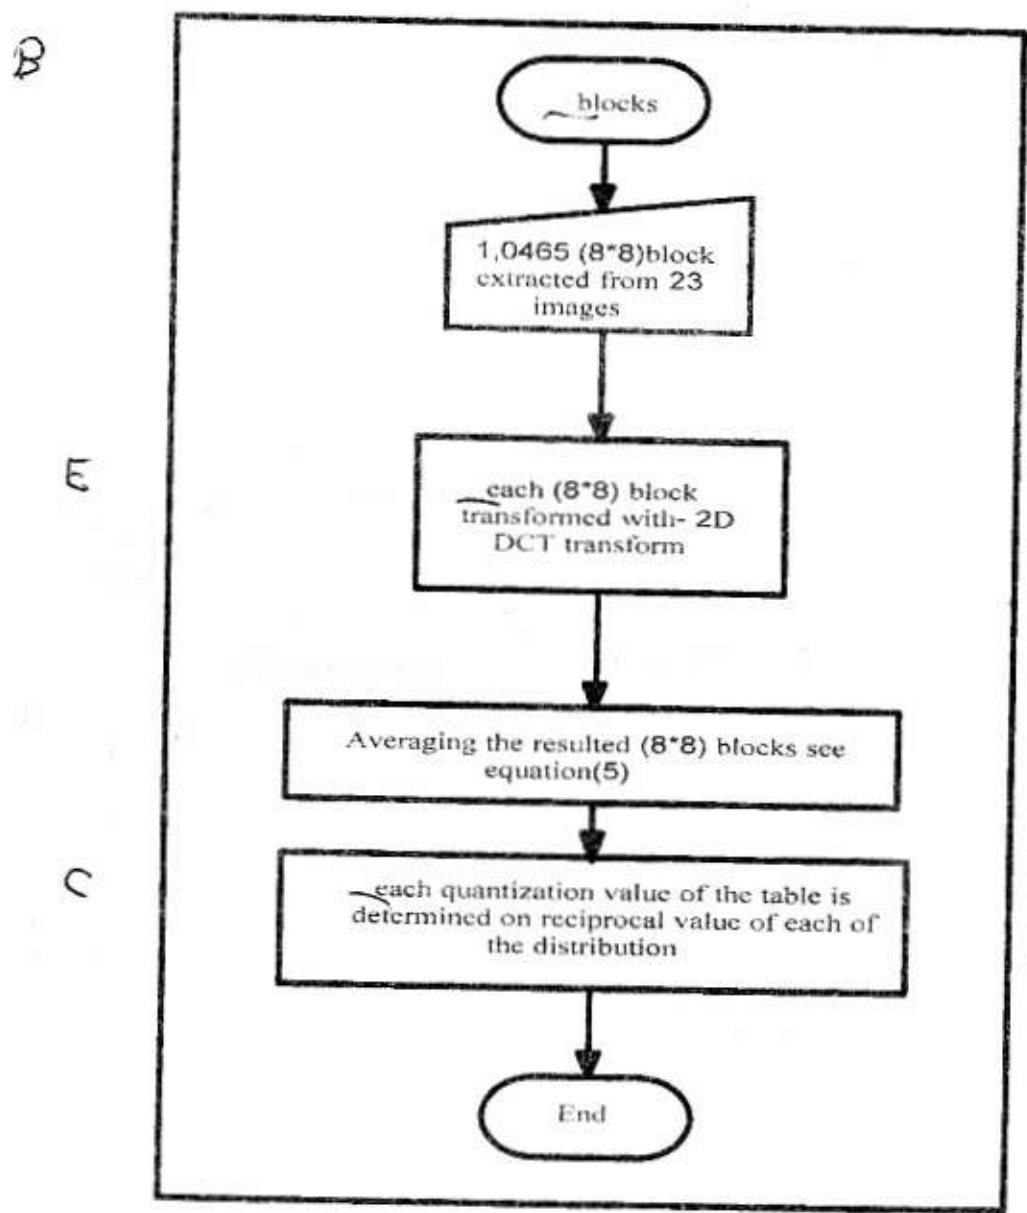 B
blocks
1,0465 (8*8)block
extracted from 23
images
E
each (8*8) block
transformed with- 2D
DCT transform
Averaging the resulted (8*8) blocks see
equation(5)
C
each quantization value of the table is
determined on reciprocal value of each of
the distribution
End